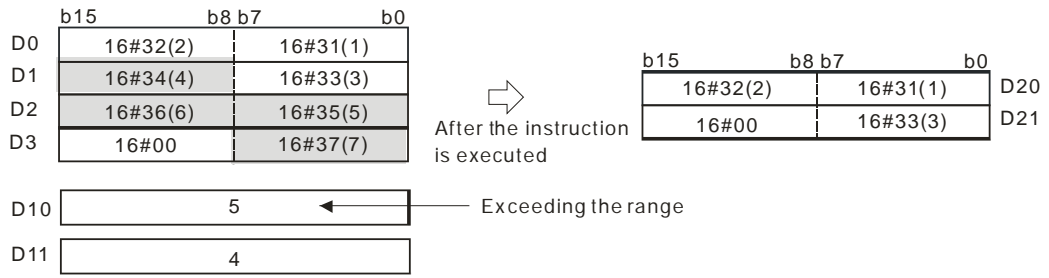 b15 b8 b7 b0
D0 16#32(2) 16#31(1)
D1 16#34(4) 16#33(3)
D2 16#36(6) 16#35(5)
D3 16#00 16#37(7)
After the instruction
is executed
b15 b8 b7 b0
16#32(2) 16#31(1) D20
16#00 16#33(3) D21
D10 5 Exceeding the range
D11 4